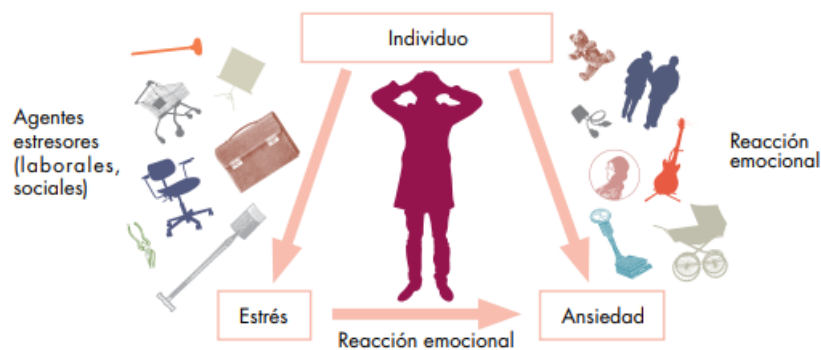 Individuo
Agentes
estresores
(laborales,
sociales)
Reacción
emocional
Estrés
Reacción emocional
Ansiedad